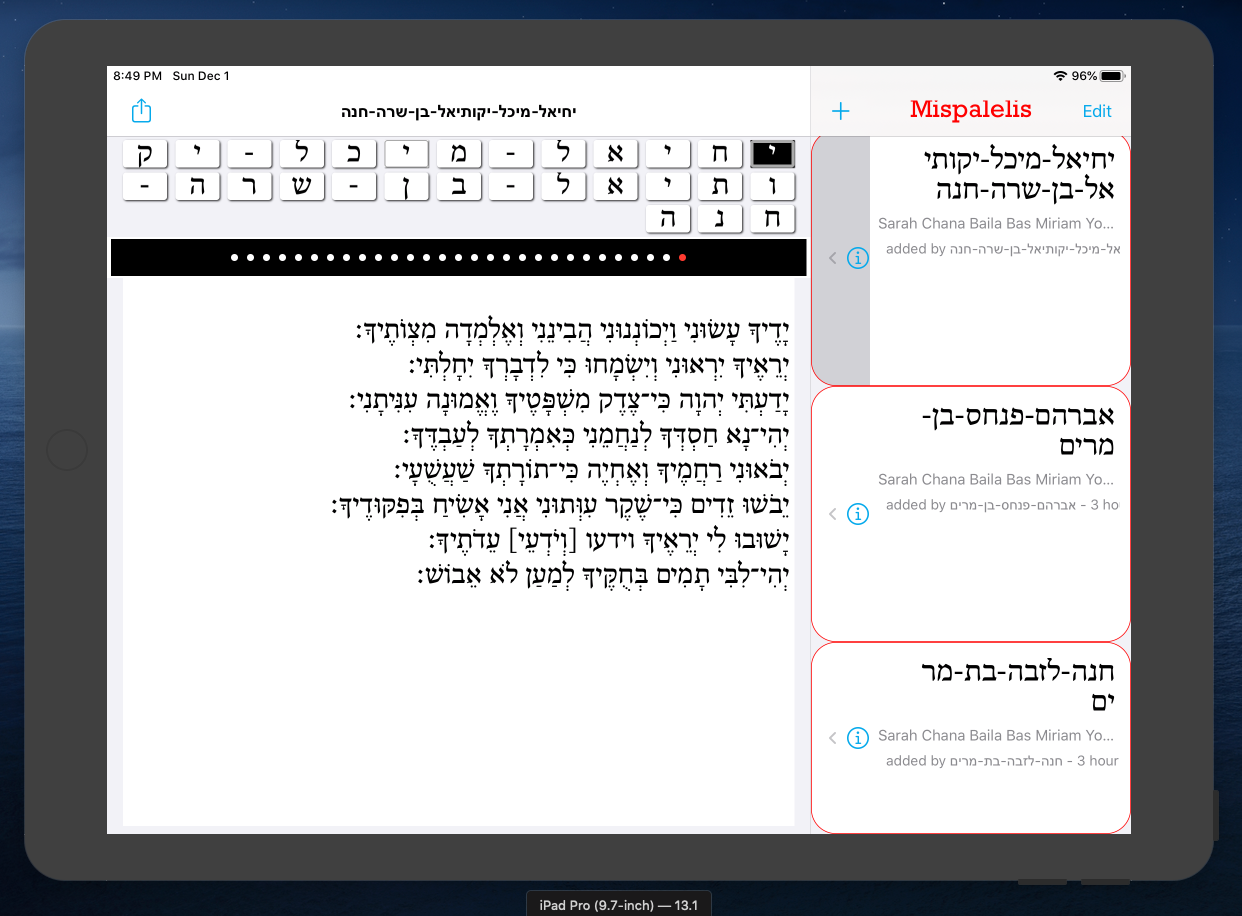 8:49 PM Sun Dec 1
96%
יחיאל-מיכל-יקותיאל-בן-שרה-חנה
י ח י א ל - מ י כ ל - י ק
ו ת י א ל - ב ן - ש ר ה -
ח נ ה
יָדֶיךָ עָשׂוּנִי וַיְכוֹנְנוּנִי הֲבִינֵנִי וְאֶלְמְדָה מִצְוֹתֶיךָ׃
יְרֵאֶיךָ יִרְאוּנִי וְיִשְׂמָחוּ כִּי לִדְבָרְךָ יִחָלְתִּי׃
יָדַעְתִּי יְהוָה כִּי־צֶדֶק מִשְׁפָּטֶיךָ וֶאֱמוּנָה עִנִּיתָנִי׃
יְהִי־נָא חַסְדְּךָ לְנַחֲמֵנִי כְּאִמְרָתְךָ לְעַבְדֶּךָ׃
יְבֹאוּנִי רַחֲמֶיךָ וְאֶחְיֶה כִּי־תוֹרָתְךָ שַׁעֲשֻׁעָי׃
יֵבֹשׁוּ זֵדִים כִּי־שֶׁקֶר עִוְּתוּנִי אֲנִי אָשִׂיחַ בְּפִקּוּדֶיךָ׃
יָשׁוּבוּ לִי יְרֵאֶיךָ וידעו [וְיֹדְעֵי] עֵדֹתֶיךָ׃
יְהִי־לִבִּי תָמִים בְּחֻקֶּיךָ לְמַעַן לֹא אֵבוֹשׁ׃
Mispalelis
Edit
יחיאל-מיכל-יקותי
אל-בן-שרה-חנה
Sarah Chana Baila Bas Miriam Yo...
added by אל-מיכל-יקותיאל-בן-שרה-חנה
אברהם-פנחס-בן-
מרים
Sarah Chana Baila Bas Miriam Yo...
added by אברהם-פנחס-בן-מרים - 3 ho
חנה-לזבה-בת-מר
ים
Sarah Chana Baila Bas Miriam Yo...
added by חנה-לזבה-בת-מרים - 3 hour
iPad Pro (9.7-inch) — 13.1